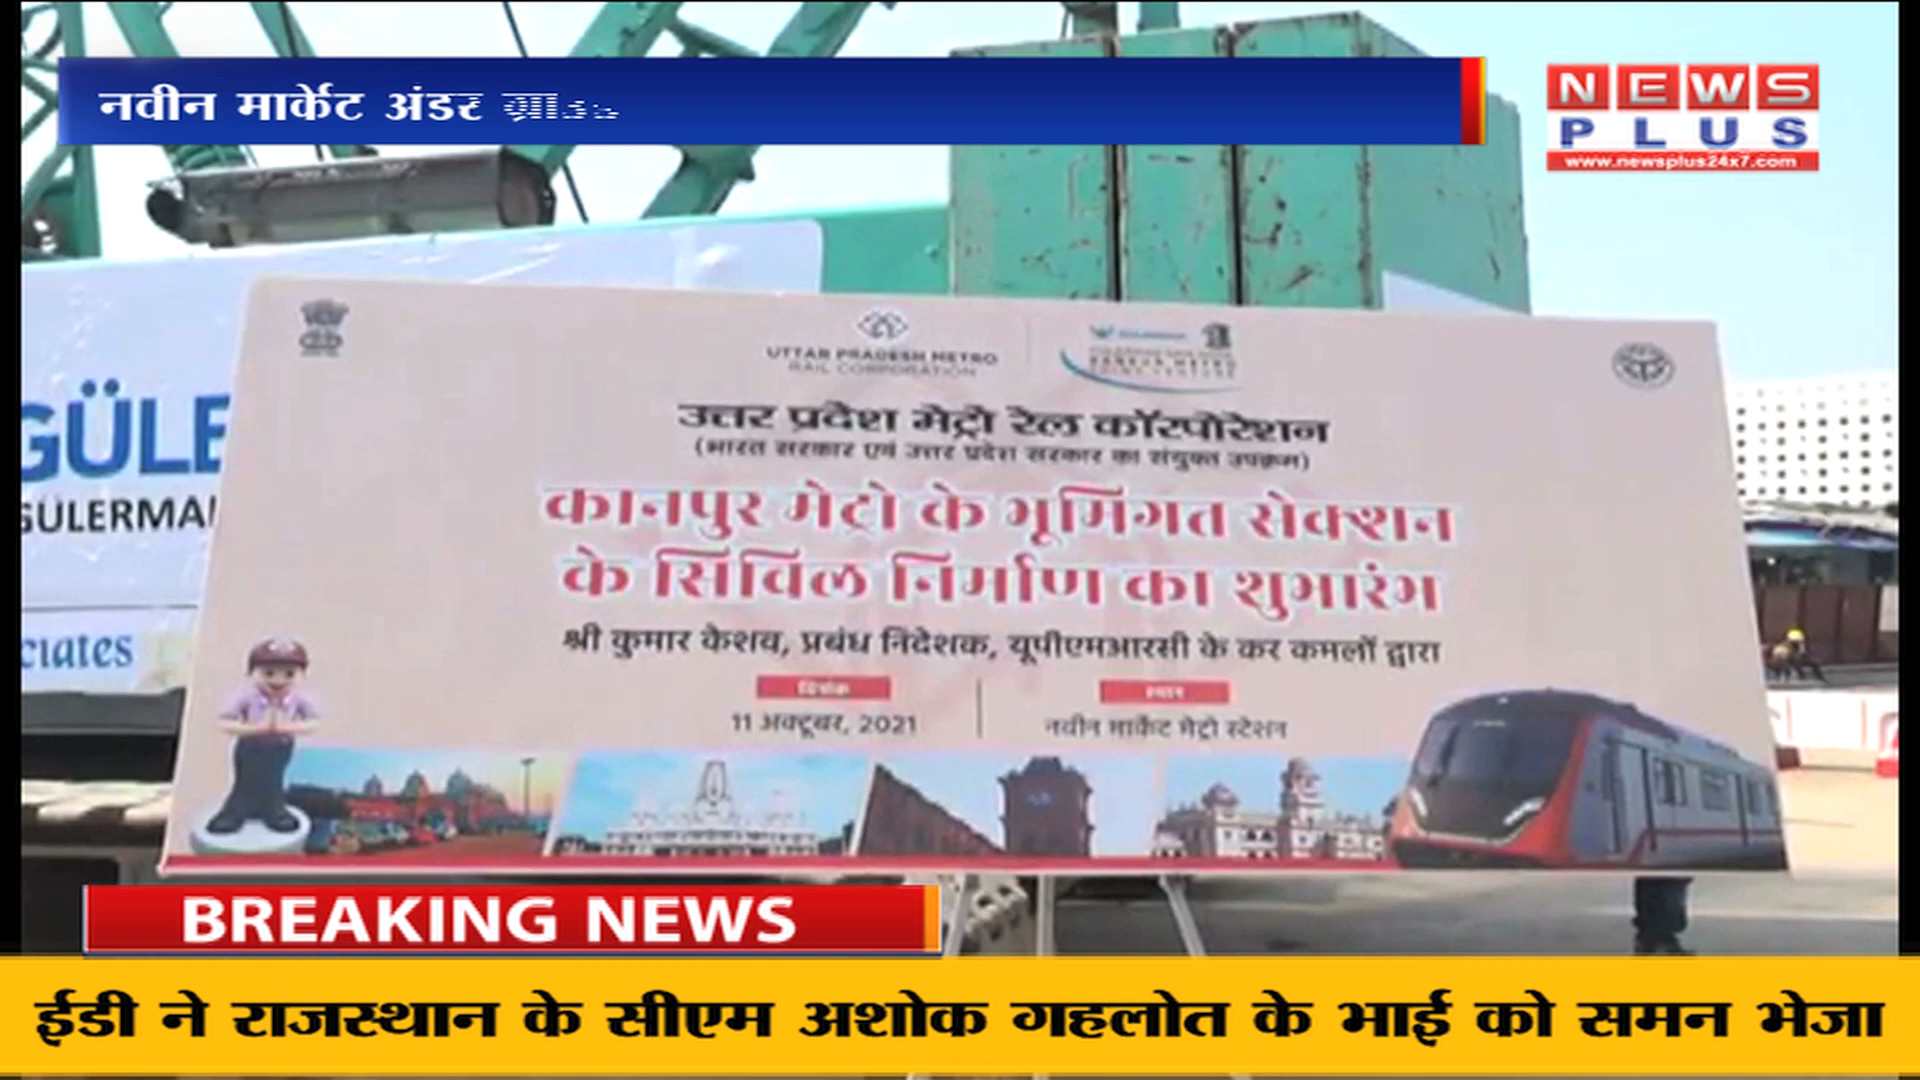 नवीन मार्केट अंडर
NEWS
PLUS
www.newsplus24x7.com
GÜLE
GÜLERMA
ciates
UTTAR PRADESH METRO
RAIL CORPORATION
उत्तर प्रदेश मेट्रो रेल कॉरपोरेशन
(भारत सरकार एवं उत्तर प्रदेश सरकार का संयुक्त उपक्रम)
कानपुर मेट्रो के भूमिगत सेक्शन
के सिविल निर्माण का शुभारंभ
श्री कुमार केशव, प्रबंध निदेशक, यूपीएमआरसी के कर कमलों द्वारा
दिनांक
स्थान
11 अक्टूबर, 2021
नवीन मार्केट मेट्रो स्टेशन
BREAKING NEWS
ईडी ने राजस्थान के सीएम अशोक गहलोत के भाई को समन भेजा